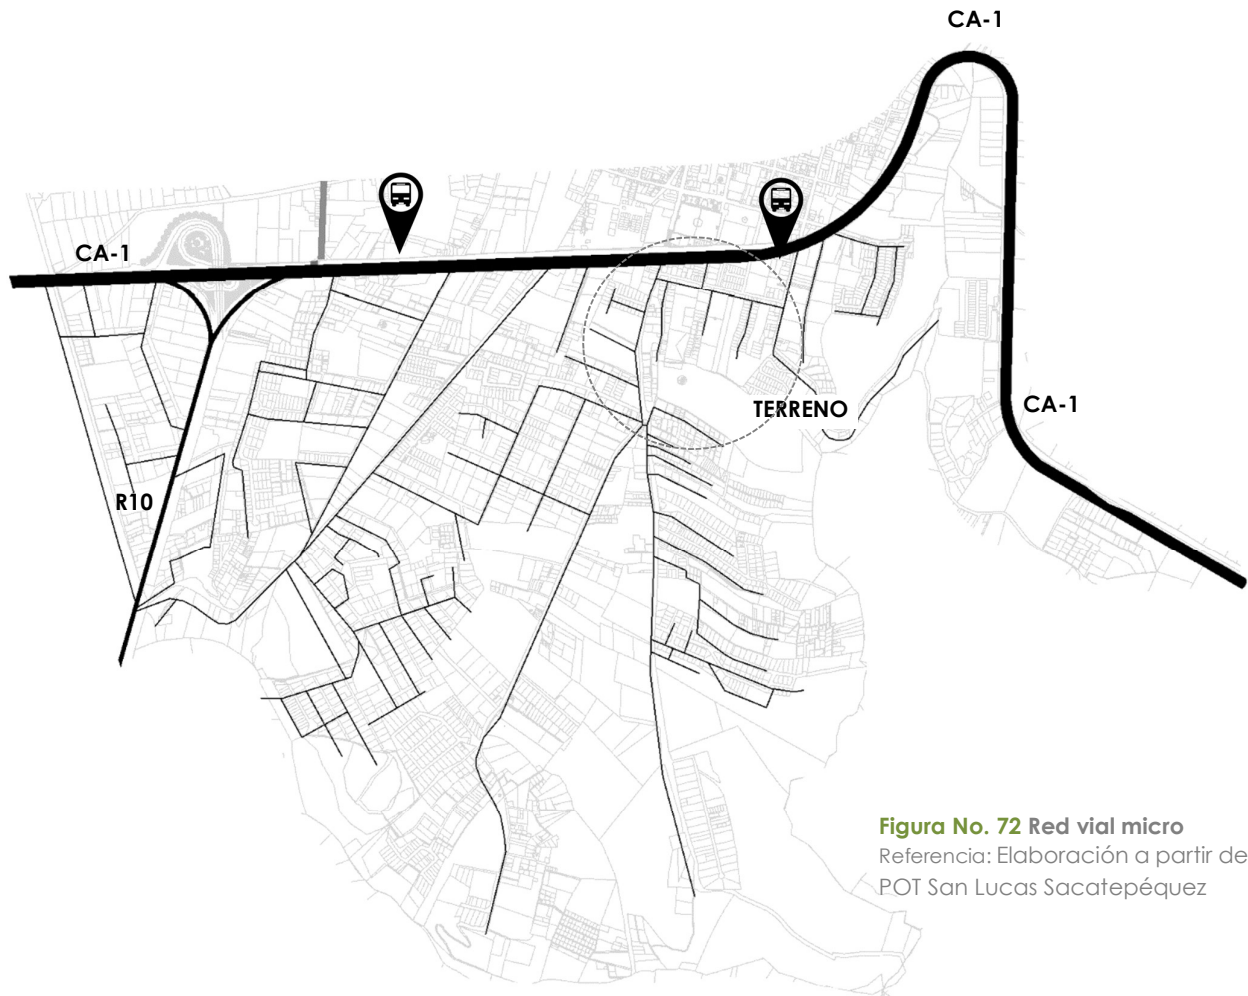 CA-1
CA-1
TERRENO
CA-1
R10
Figura No. 72 Red vial micro
Referencia: Elaboración a partir de
POT San Lucas Sacatepéquez